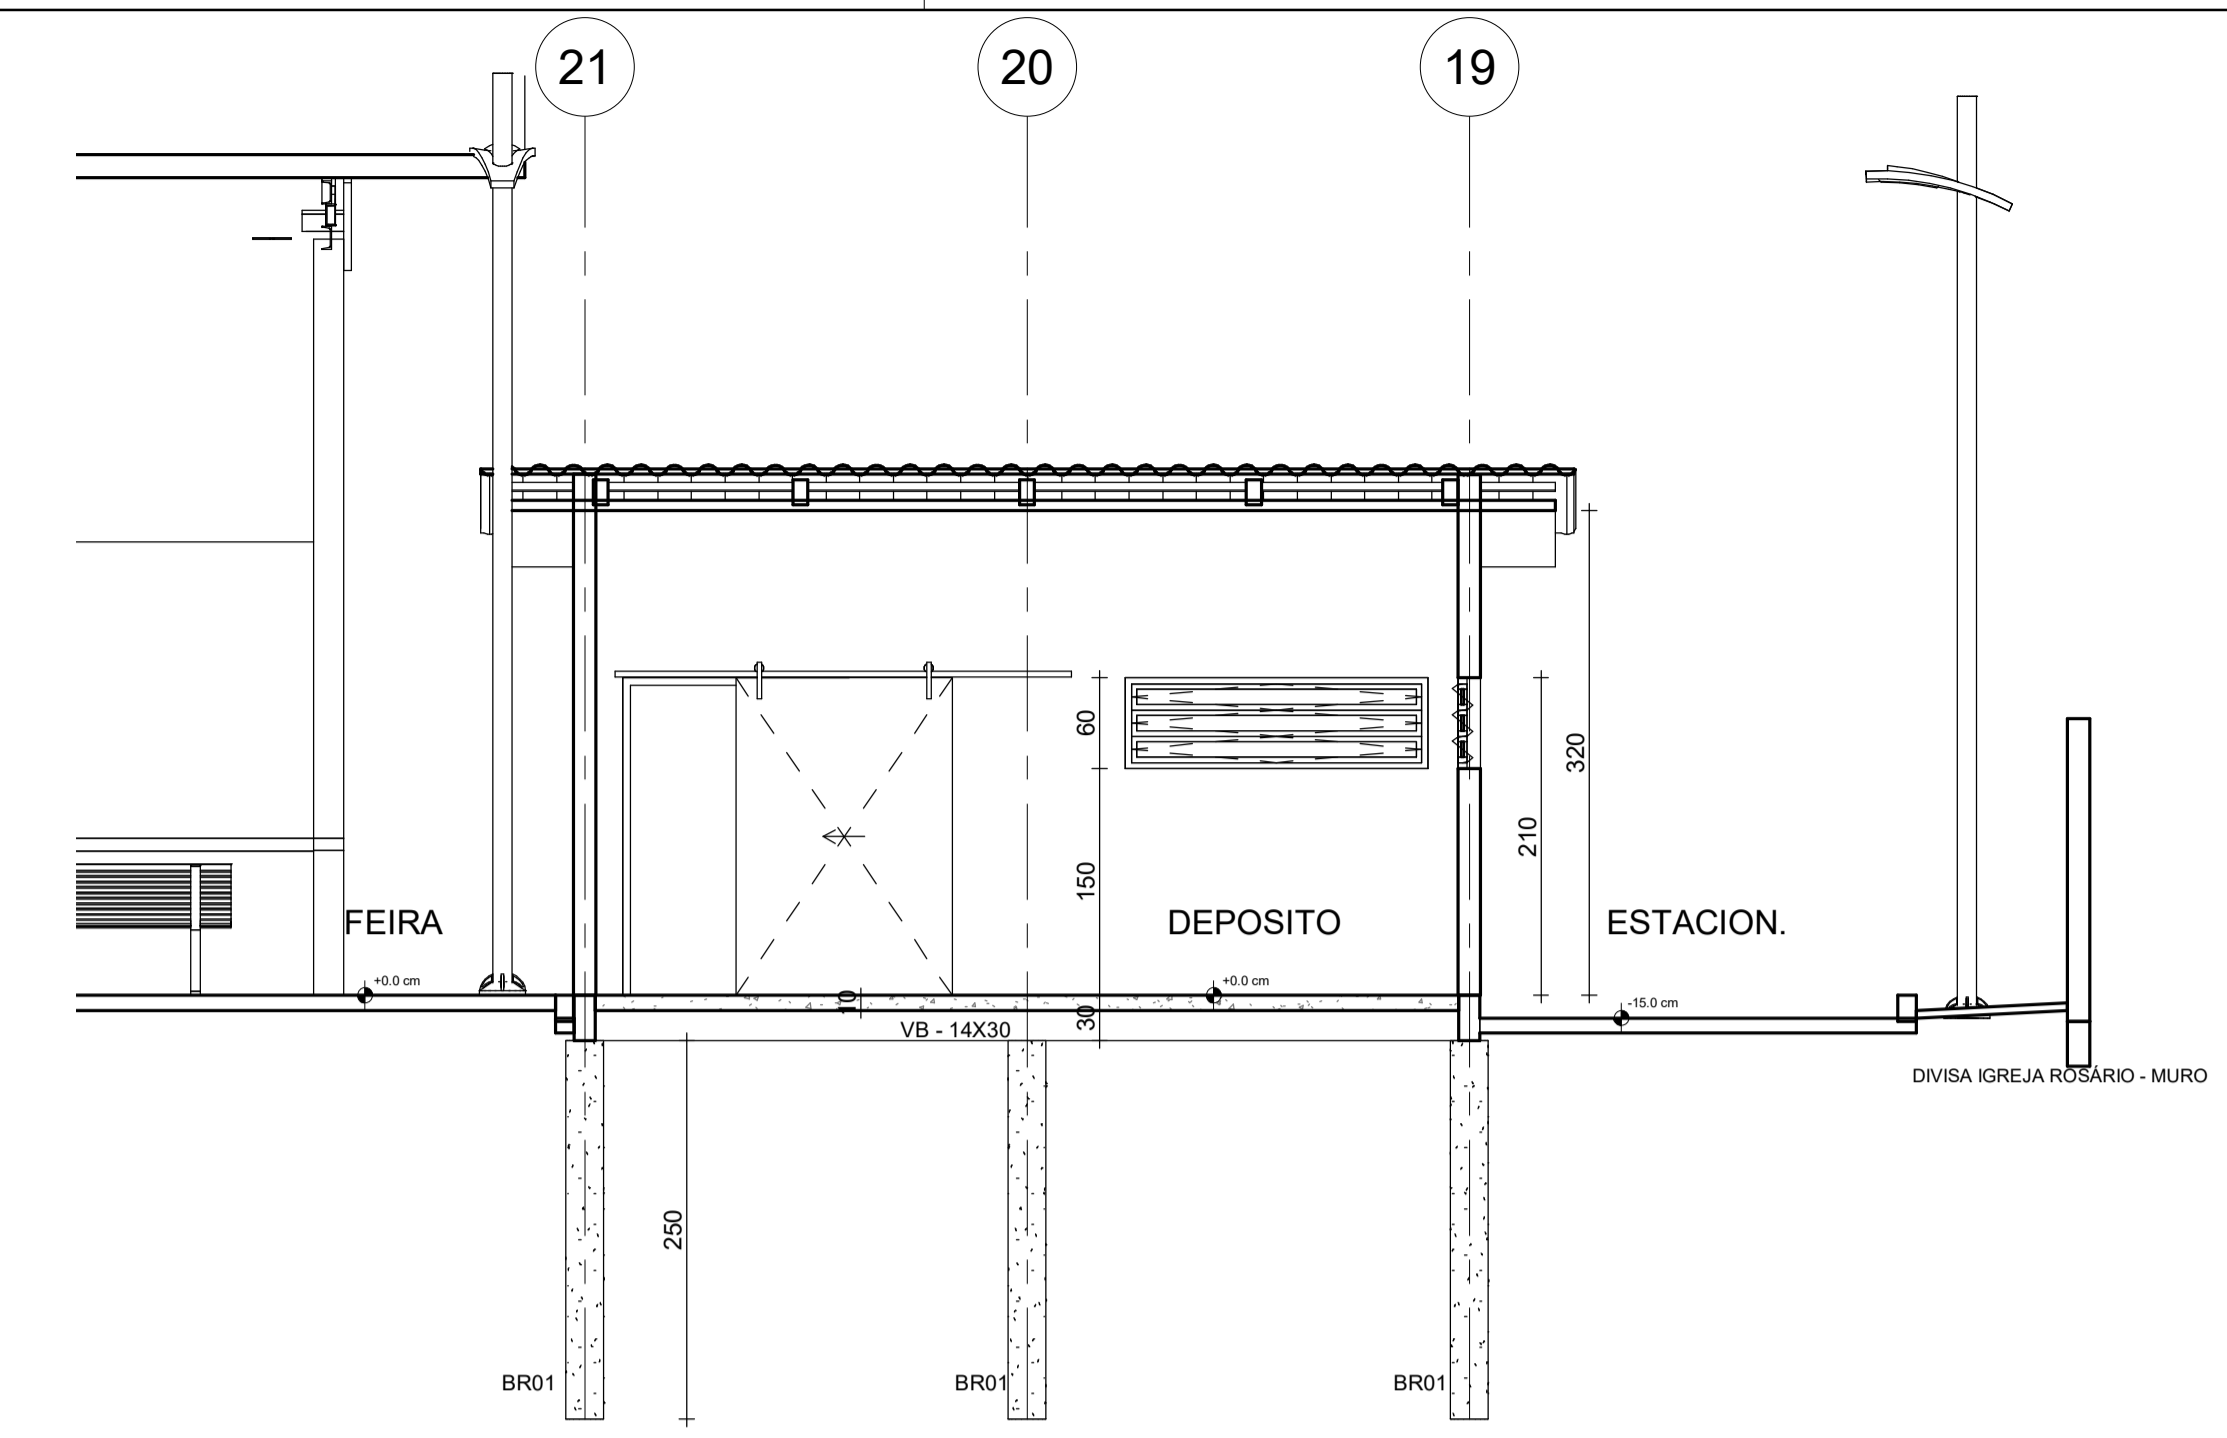 21
20
19
60
320
210
150
FEIRA
DEPOSITO
ESTACION.
+0.0 cm
+0.0 cm
-15.0 cm
10
30
VB - 14X30
DIVISA IGREJA ROSÁRIO - MURO
250
BR01
BR01
BR01